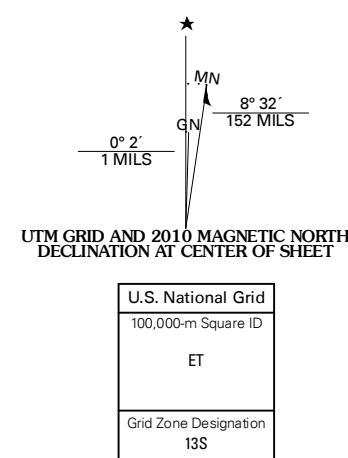 MN
8° 32´
152 MILS
GN
0° 2´
1 MILS
UTM GRID AND 2010 MAGNETIC NORTH
DECLINATION AT CENTER OF SHEET
U.S. National Grid
100,000-m Square ID
ET
Grid Zone Designation
13S